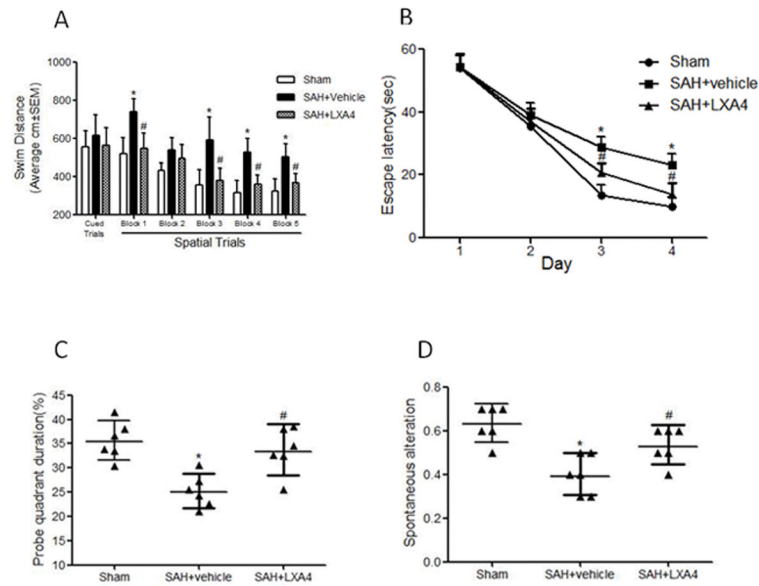 A
1000
800
600
400
200
Swim Distance
(Average cm±SEM)
Sham
SAH+Vehicle
SAH+LXA4
*
#
*
#
*
#
*
#
Cued
Trials
Block 1
Block 2
Block 3
Block 4
Block 5
Spatial Trials
B
60
40
20
0
Escape latency(sec)
Sham
SAH+vehicle
SAH+LXA4
*
#
*
#
1
2
3
4
Day
C
45
40
35
30
25
20
15
10
Probe quadrant duration(%)
*
#
Sham
SAH+vehicle
SAH+LXA4
D
0.8
0.6
0.4
0.2
0.0
Spontaneous alteration
*
#
Sham
SAH+vehicle
SAH+LXA4